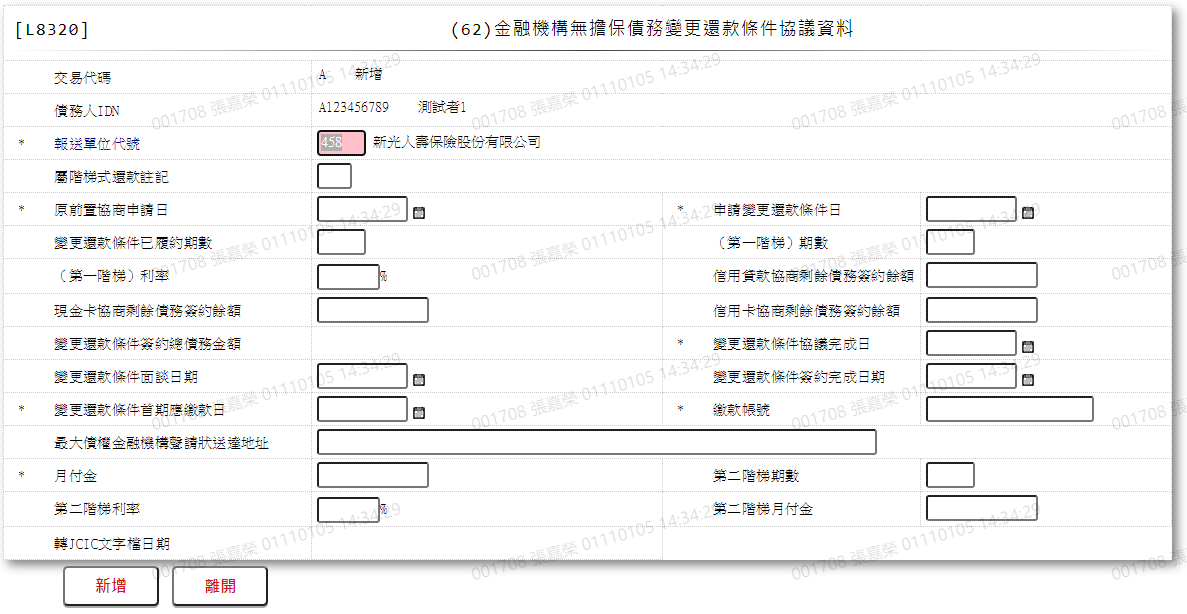 [L8320] (62)金融機構無擔保債務變更還款條件協議資料
交易代碼 A 新增
債務人IDN A123456789 測試者1
* 報送單位代號 458 新光人壽保險股份有限公司
屬階梯式還款註記
* 原前置協商申請日 * 申請變更還款條件日
變更還款條件已履約期數 （第一階梯）期數
（第一階梯）利率 % 信用貸款協商剩餘債務簽約餘額
現金卡協商剩餘債務簽約餘額 信用卡協商剩餘債務簽約餘額
變更還款條件簽約總債務金額 * 變更還款條件協議完成日
變更還款條件面談日期 變更還款條件簽約完成日期
* 變更還款條件首期應繳款日 * 繳款帳號
最大債權金融機構聲請狀送達地址
* 月付金 第二階梯期數
第二階梯利率 % 第二階梯月付金
轉JCIC文字檔日期
新增 離開
001708 張嘉榮 01110105 14:34:29